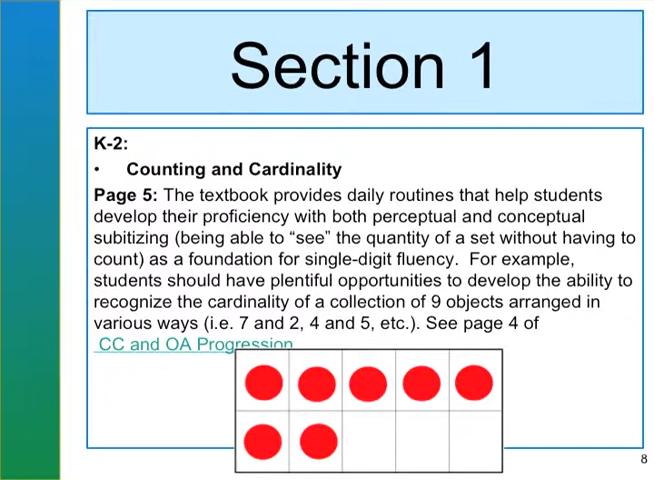 Section 1
K-2:
• Counting and Cardinality
Page 5: The textbook provides daily routines that help students
develop their proficiency with both perceptual and conceptual
subitizing (being able to “see” the quantity of a set without having to
count) as a foundation for single-digit fluency.  For example,
students should have plentiful opportunities to develop the ability to
recognize the cardinality of a collection of 9 objects arranged in
various ways (i.e. 7 and 2, 4 and 5, etc.). See page 4 of
CC and OA Progression
8